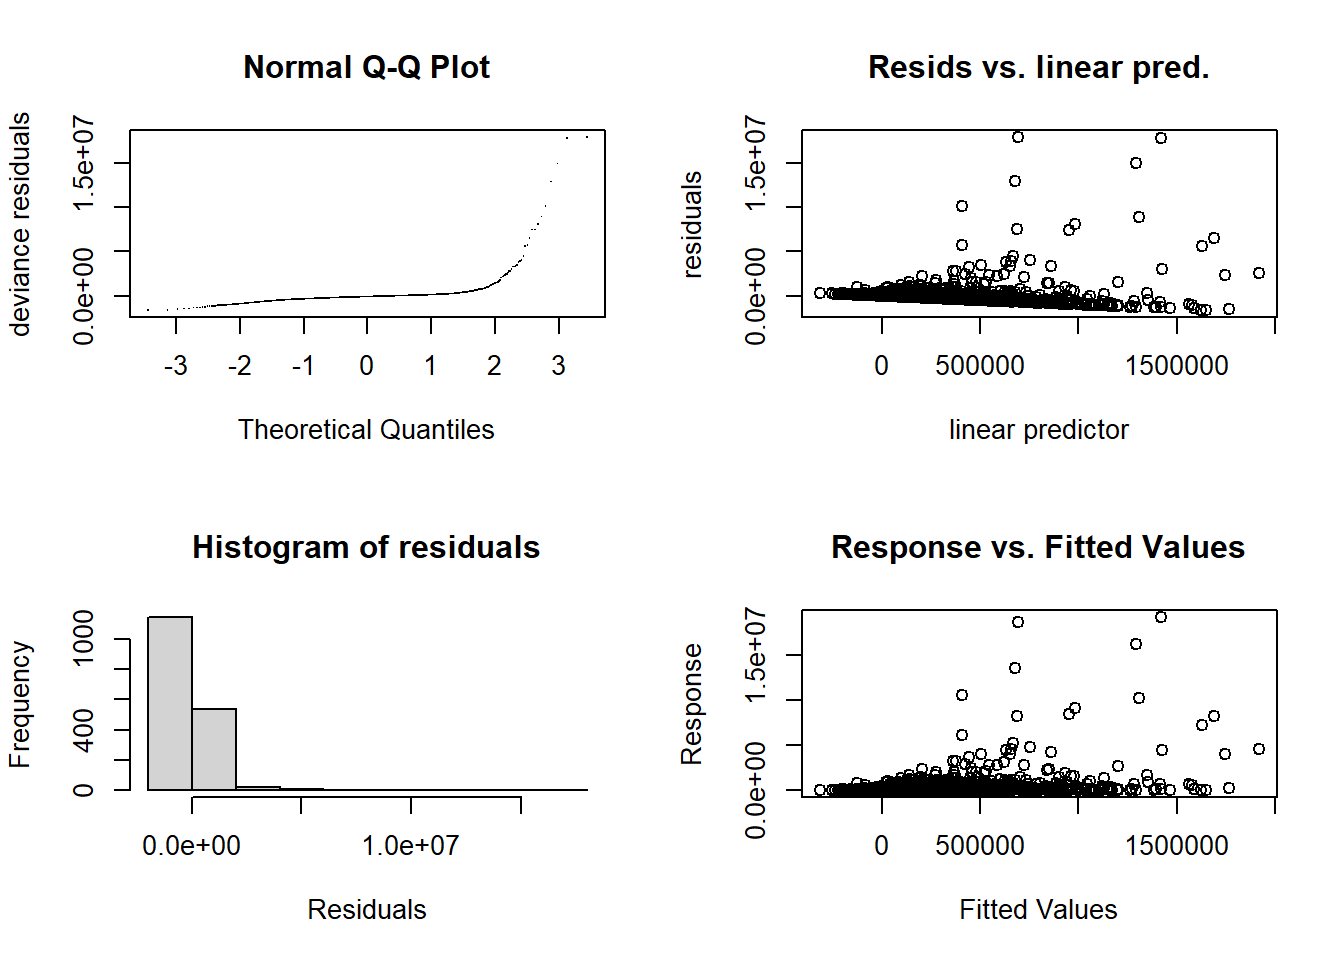 Normal Q-Q Plot
deviance residuals
0.0e+00 1.5e+07
-3 -2 -1 0 1 2 3
Theoretical Quantiles
Resids vs. linear pred.
residuals
0.0e+00 1.5e+07
0 500000 1500000
linear predictor
Histogram of residuals
Frequency
0 400 1000
0.0e+00 1.0e+07
Residuals
Response vs. Fitted Values
Response
0.0e+00 1.5e+07
0 500000 1500000
Fitted Values